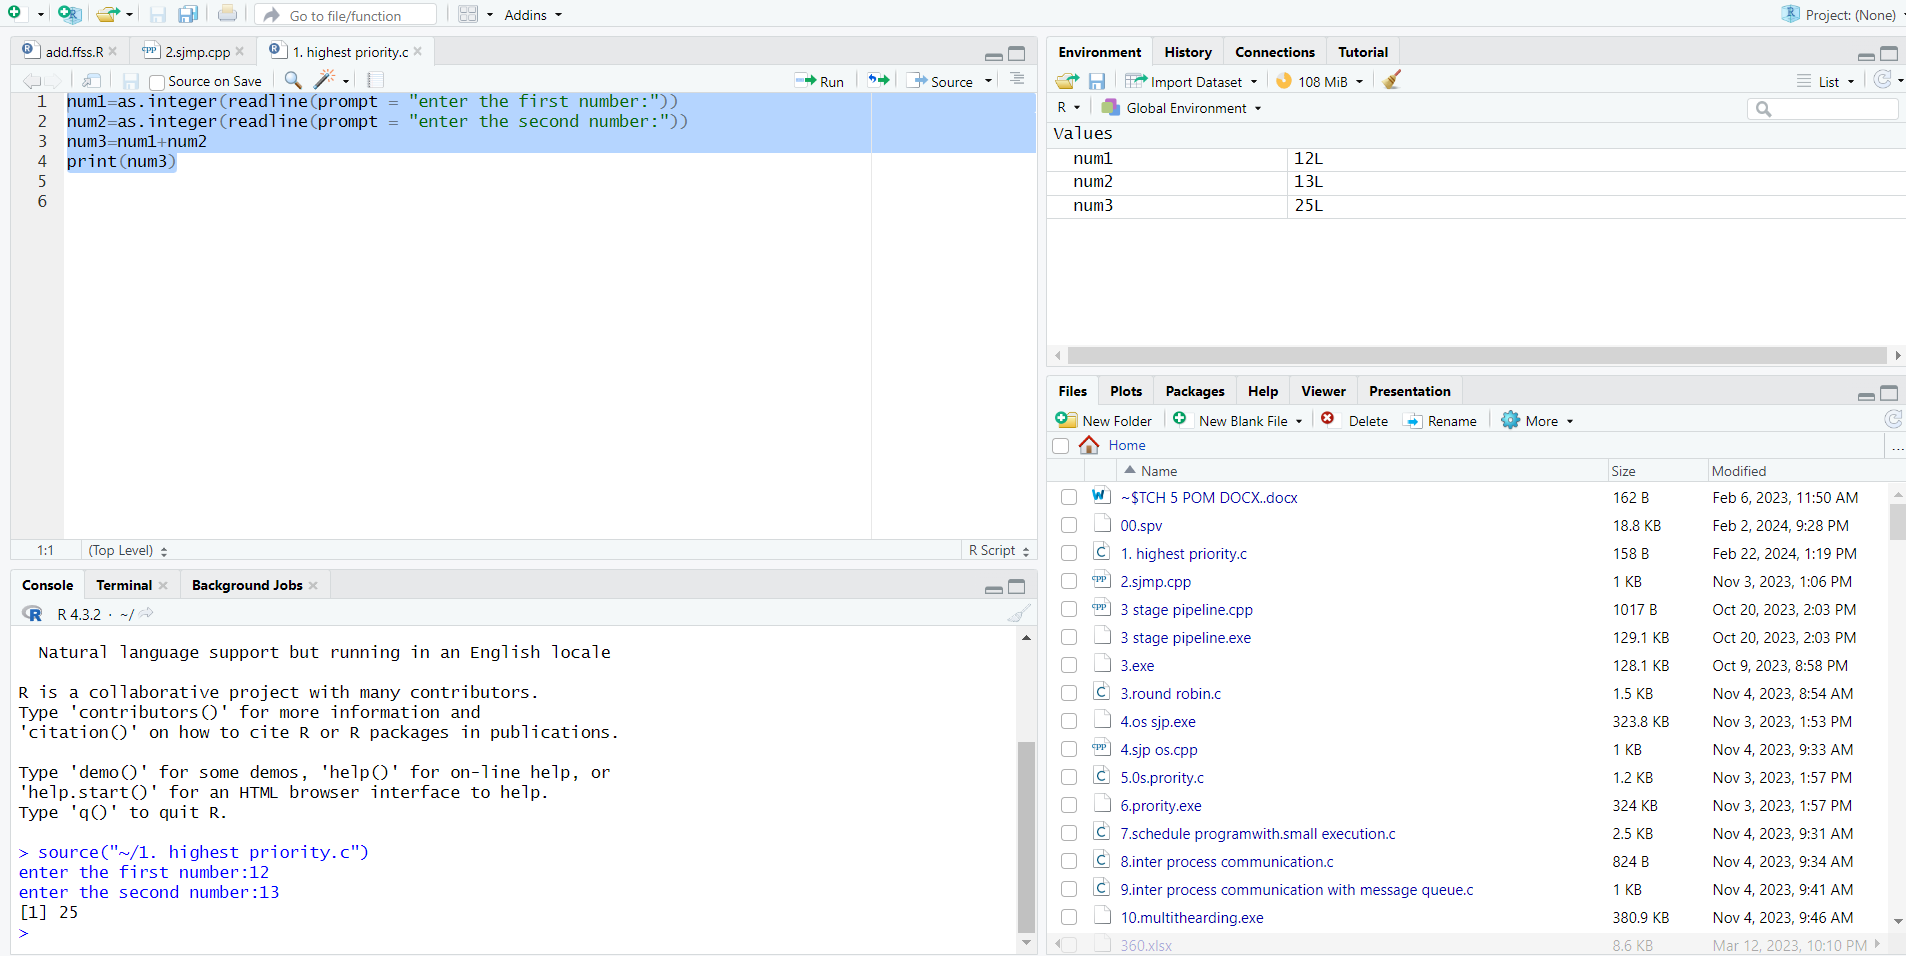 Go to file/function Addins Project: (None)
add.ffss.R 2.sjmp.cpp 1. highest priority.c
Source on Save Run Source
1 num1=as.integer(readline(prompt = "enter the first number:"))
2 num2=as.integer(readline(prompt = "enter the second number:"))
3 num3=num1+num2
4 print(num3)
5
6
1:1 (Top Level) R Script
Console Terminal Background Jobs
R 4.3.2 · ~/
Natural language support but running in an English locale
R is a collaborative project with many contributors.
Type 'contributors()' for more information and
'citation()' on how to cite R or R packages in publications.
Type 'demo()' for some demos, 'help()' for on-line help, or
'help.start()' for an HTML browser interface to help.
Type 'q()' to quit R.
> source("~/1. highest priority.c")
enter the first number:12
enter the second number:13
[1] 25
>
Environment History Connections Tutorial
Import Dataset 108 MiB List
R Global Environment
Values
num1 12L
num2 13L
num3 25L
Files Plots Packages Help Viewer Presentation
New Folder New Blank File Delete Rename More
Home ...
Name Size Modified
~$TCH 5 POM DOCX..docx 162 B Feb 6, 2023, 11:50 AM
00.spv 18.8 KB Feb 2, 2024, 9:28 PM
1. highest priority.c 158 B Feb 22, 2024, 1:19 PM
2.sjmp.cpp 1 KB Nov 3, 2023, 1:06 PM
3 stage pipeline.cpp 1017 B Oct 20, 2023, 2:03 PM
3 stage pipeline.exe 129.1 KB Oct 20, 2023, 2:03 PM
3.exe 128.1 KB Oct 9, 2023, 8:58 PM
3.round robin.c 1.5 KB Nov 4, 2023, 8:54 AM
4.os sjp.exe 323.8 KB Nov 3, 2023, 1:53 PM
4.sjp os.cpp 1 KB Nov 4, 2023, 9:33 AM
5.0s.prority.c 1.2 KB Nov 3, 2023, 1:57 PM
6.prority.exe 324 KB Nov 3, 2023, 1:57 PM
7.schedule programwith.small execution.c 2.5 KB Nov 4, 2023, 9:31 AM
8.inter process communication.c 824 B Nov 4, 2023, 9:34 AM
9.inter process communication with message queue.c 1 KB Nov 4, 2023, 9:41 AM
10.multithearding.exe 380.9 KB Nov 4, 2023, 9:46 AM
360.xlsx 8.6 KB Mar 12, 2023, 10:10 PM